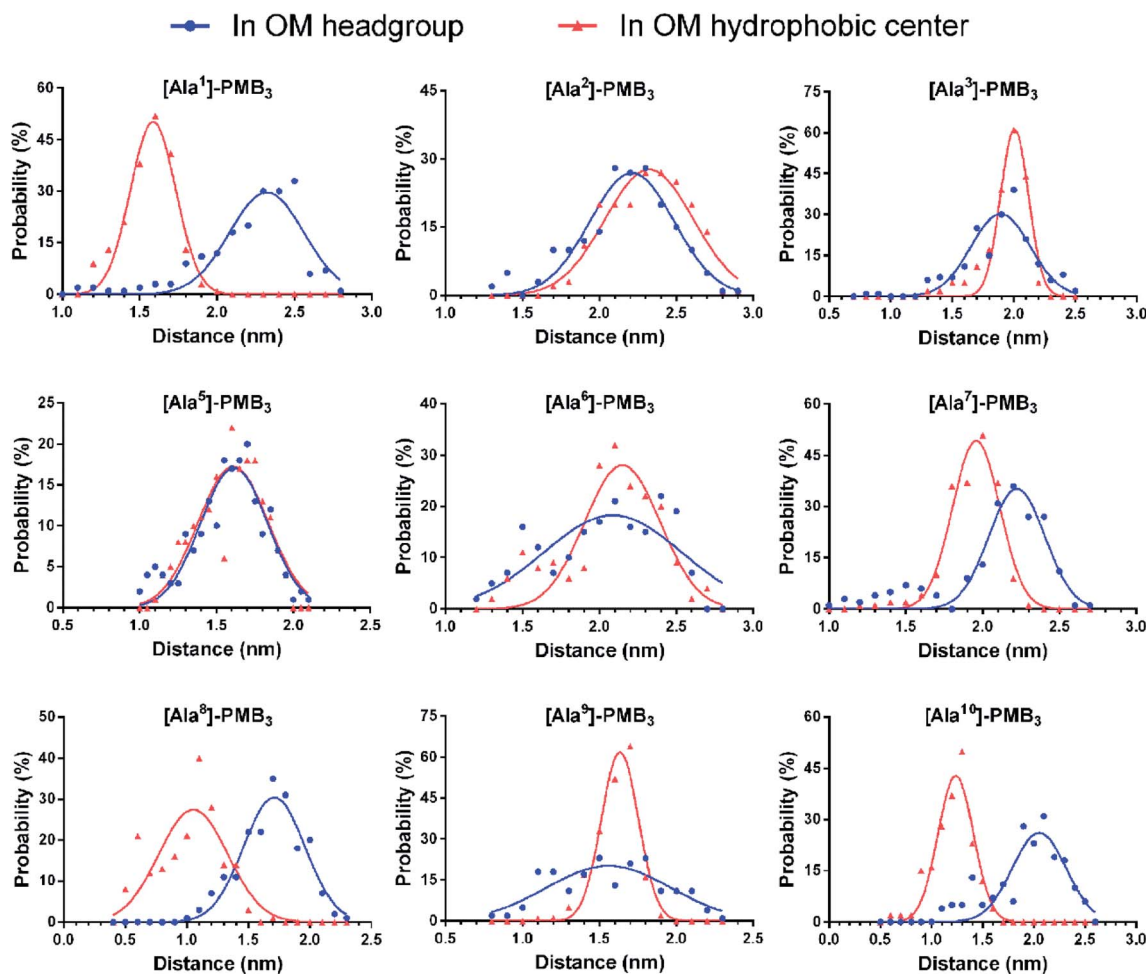 In OM headgroup In OM hydrophobic center
[Ala¹]-PMB₃ [Ala²]-PMB₃ [Ala³]-PMB₃
Probability (%) 60 45 30 15 0
1.0 1.5 2.0 2.5 3.0
Distance (nm)
Probability (%) 45 30 15 0
1.0 1.5 2.0 2.5 3.0
Distance (nm)
Probability (%) 75 60 45 30 15 0
0.5 1.0 1.5 2.0 2.5 3.0
Distance (nm)
[Ala⁵]-PMB₃ [Ala⁶]-PMB₃ [Ala⁷]-PMB₃
Probability (%) 25 20 15 10 5 0
0.5 1.0 1.5 2.0 2.5
Distance (nm)
Probability (%) 40 30 20 10 0
1.0 1.5 2.0 2.5 3.0
Distance (nm)
Probability (%) 60 40 20 0
1.0 1.5 2.0 2.5 3.0
Distance (nm)
[Ala⁸]-PMB₃ [Ala⁹]-PMB₃ [Ala¹⁰]-PMB₃
Probability (%) 50 40 30 20 10 0
0.0 0.5 1.0 1.5 2.0 2.5
Distance (nm)
Probability (%) 75 60 45 30 15 0
0.5 1.0 1.5 2.0 2.5
Distance (nm)
Probability (%) 60 45 30 15 0
0.0 0.5 1.0 1.5 2.0 2.5 3.0
Distance (nm)